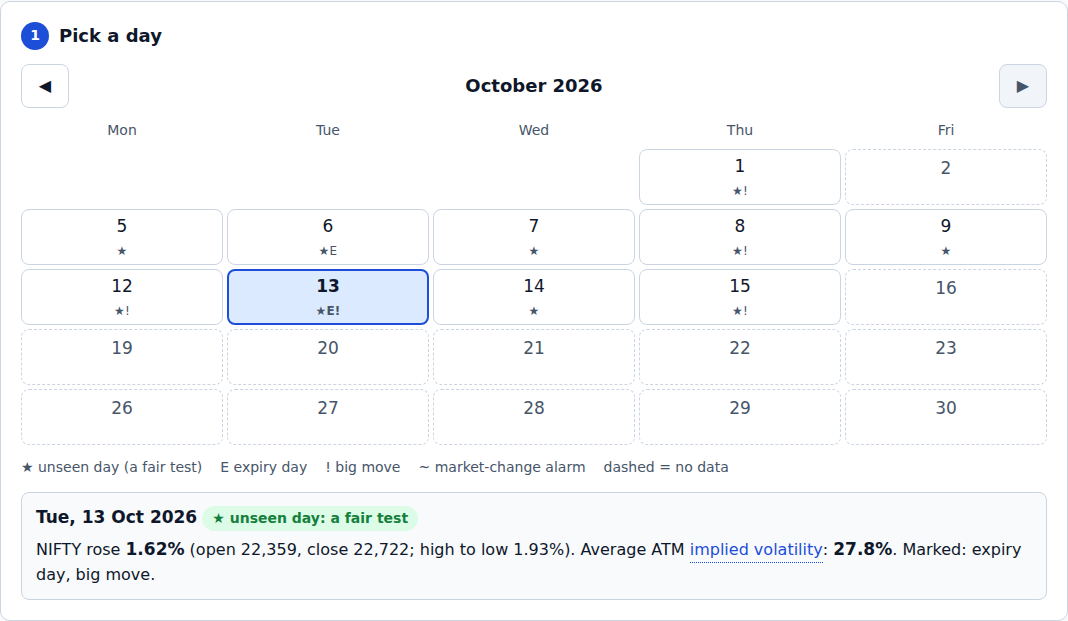 1 Pick a day
◀ October 2026 ▶
Mon Tue Wed Thu Fri
1 2
★!
5 6 7 8 9
★ ★E ★ ★! ★
12 13 14 15 16
★! ★E! ★ ★!
19 20 21 22 23
26 27 28 29 30
★ unseen day (a fair test) E expiry day ! big move ~ market-change alarm dashed = no data
Tue, 13 Oct 2026 ★ unseen day: a fair test
NIFTY rose 1.62% (open 22,359, close 22,722; high to low 1.93%). Average ATM implied volatility: 27.8%. Marked: expiry
day, big move.